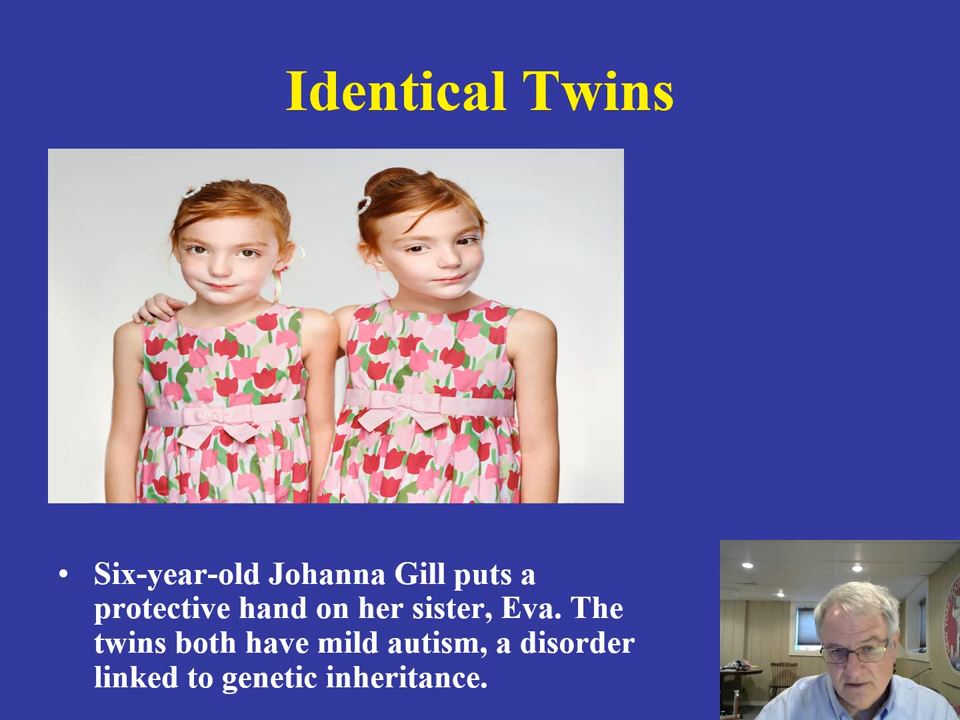 Identical Twins
• Six-year-old Johanna Gill puts a
protective hand on her sister, Eva. The
twins both have mild autism, a disorder
linked to genetic inheritance.